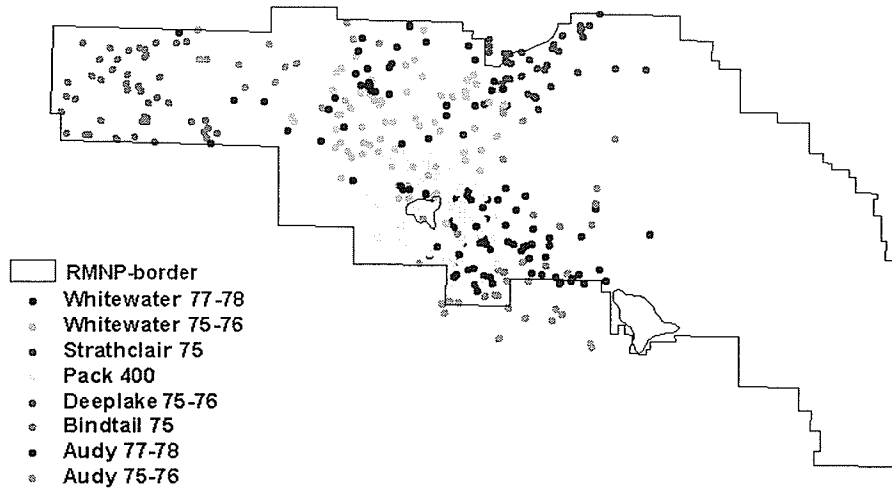 RMNP-border
Whitewater 77-78
Whitewater 75-76
Strathclair 75
Pack 400
Deeplake 75-76
Bindtail 75
Audy 77-78
Audy 75-76